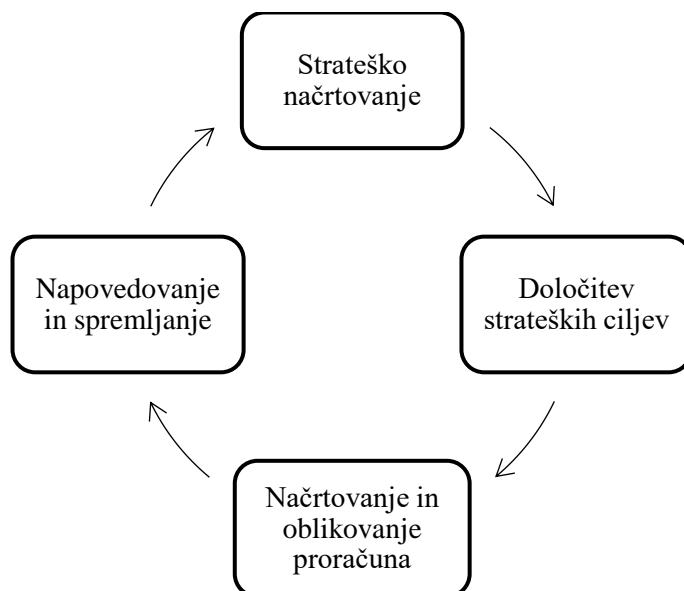 Strateško
načrtovanje
Določitev
strateških ciljev
Načrtovanje in
oblikovanje
proračuna
Napovedovanje
in spremljanje